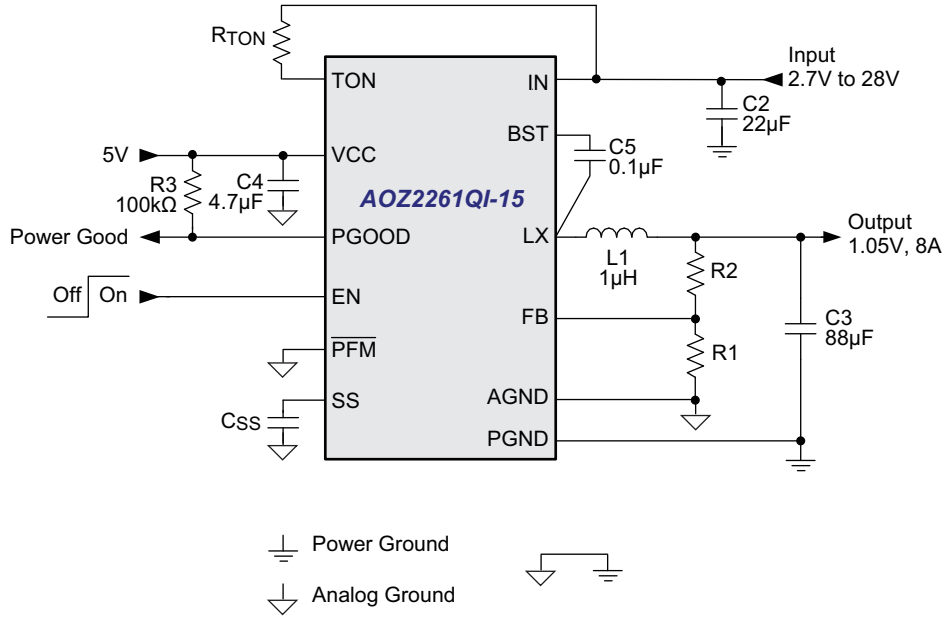 RTON
TON
IN
Input
2.7V to 28V
C2
22µF
BST
C5
0.1µF
5V
VCC
R3
100kΩ
C4
4.7µF
AOZ2261QI-15
Power Good
PGOOD
LX
L1
1µH
Output
1.05V, 8A
R2
Off
On
EN
FB
C3
88µF
R1
PFM
SS
CSS
AGND
PGND
Power Ground
Analog Ground